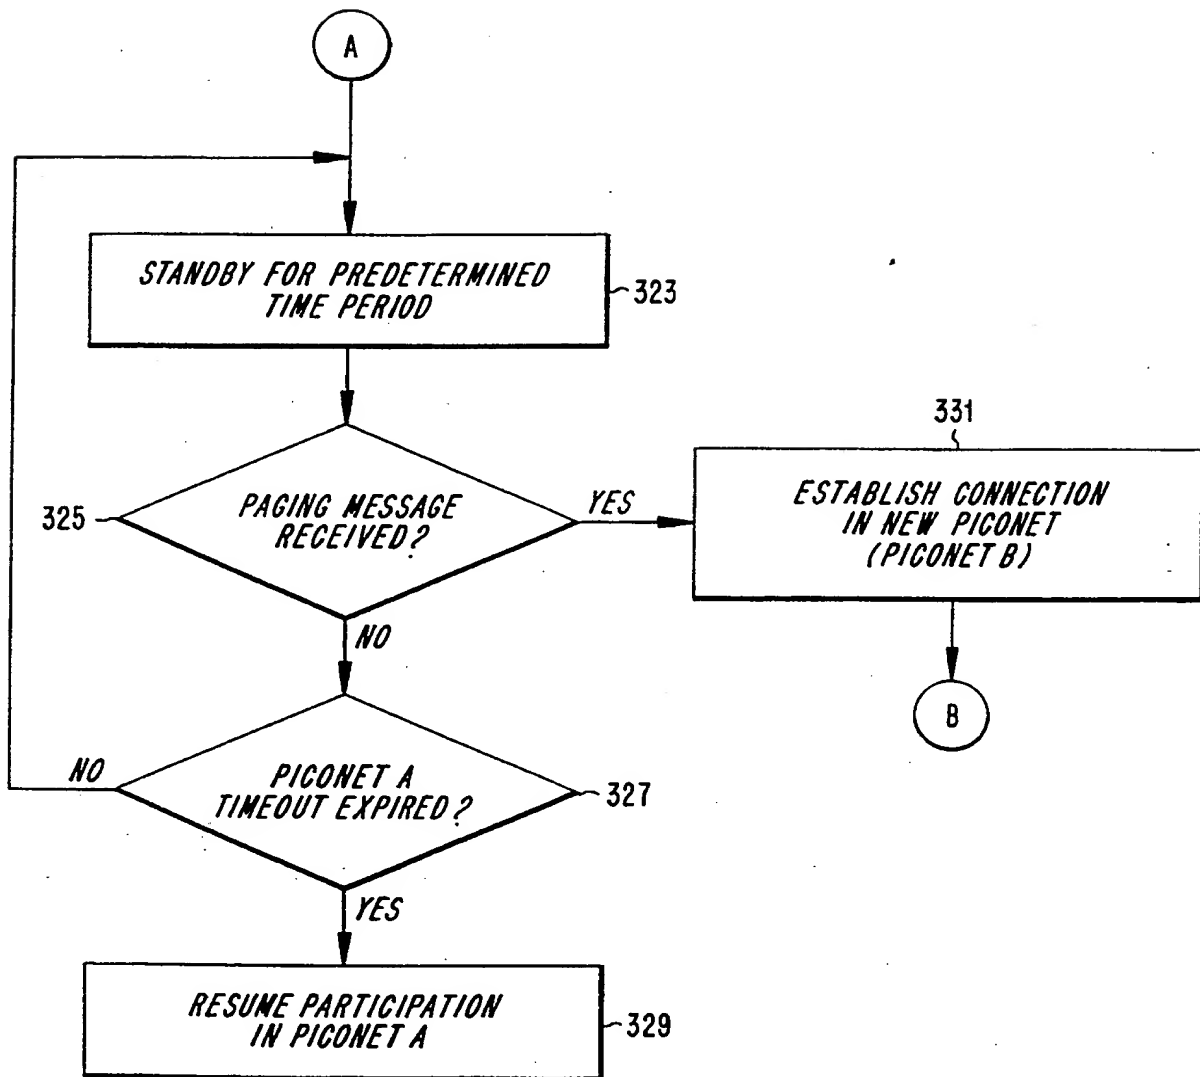 A
STANDBY FOR PREDETERMINED
TIME PERIOD
323
325
PAGING MESSAGE
RECEIVED?
YES
331
ESTABLISH CONNECTION
IN NEW PICONET
(PICONET B)
B
NO
NO
PICONET A
TIMEOUT EXPIRED?
327
YES
RESUME PARTICIPATION
IN PICONET A
329